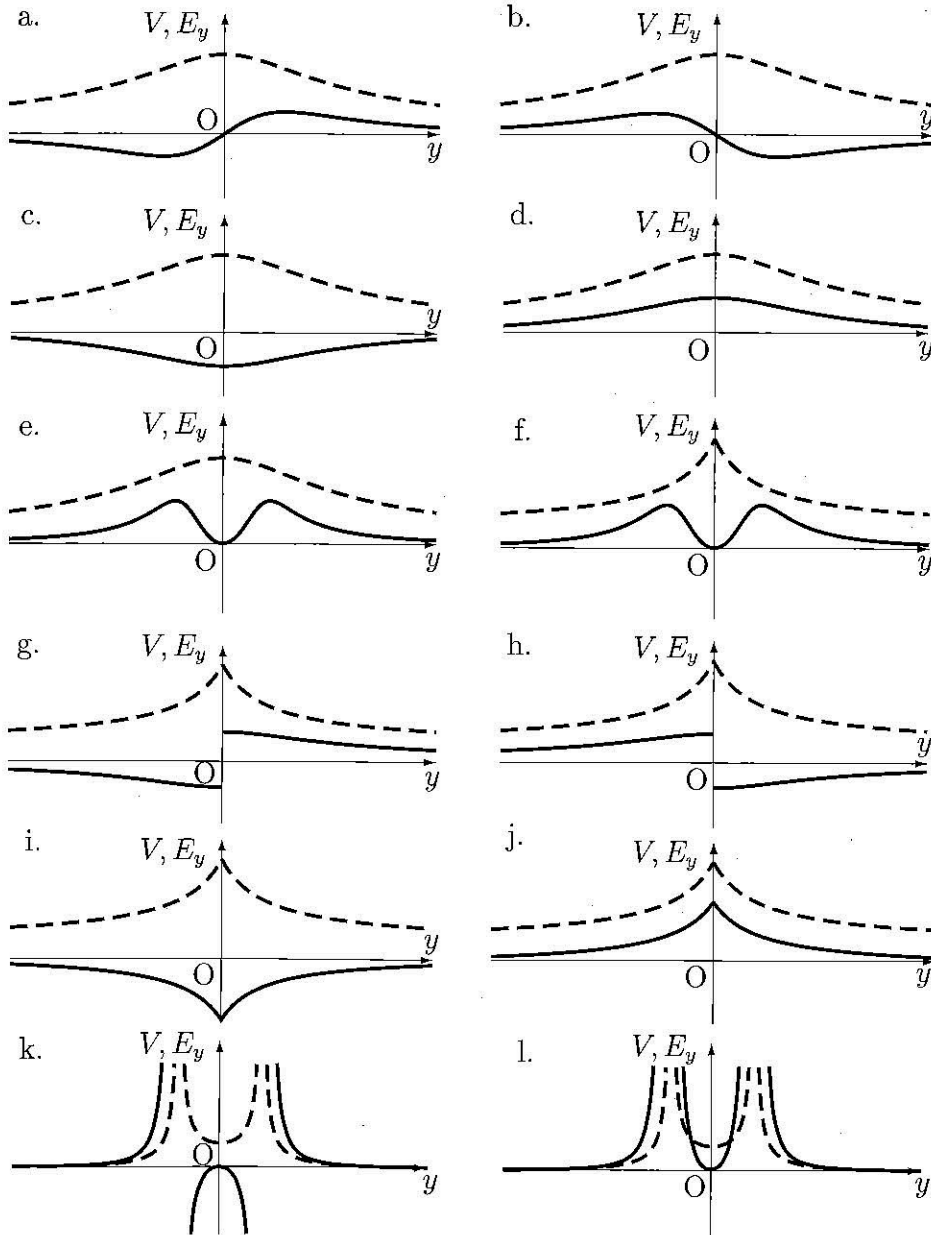 a.
V, E_y
O
y
b.
V, E_y
O
y
c.
V, E_y
O
y
d.
V, E_y
O
y
e.
V, E_y
O
y
f.
V, E_y
O
y
g.
V, E_y
O
y
h.
V, E_y
O
y
i.
V, E_y
O
y
j.
V, E_y
O
y
k.
V, E_y
O
y
l.
V, E_y
O
y